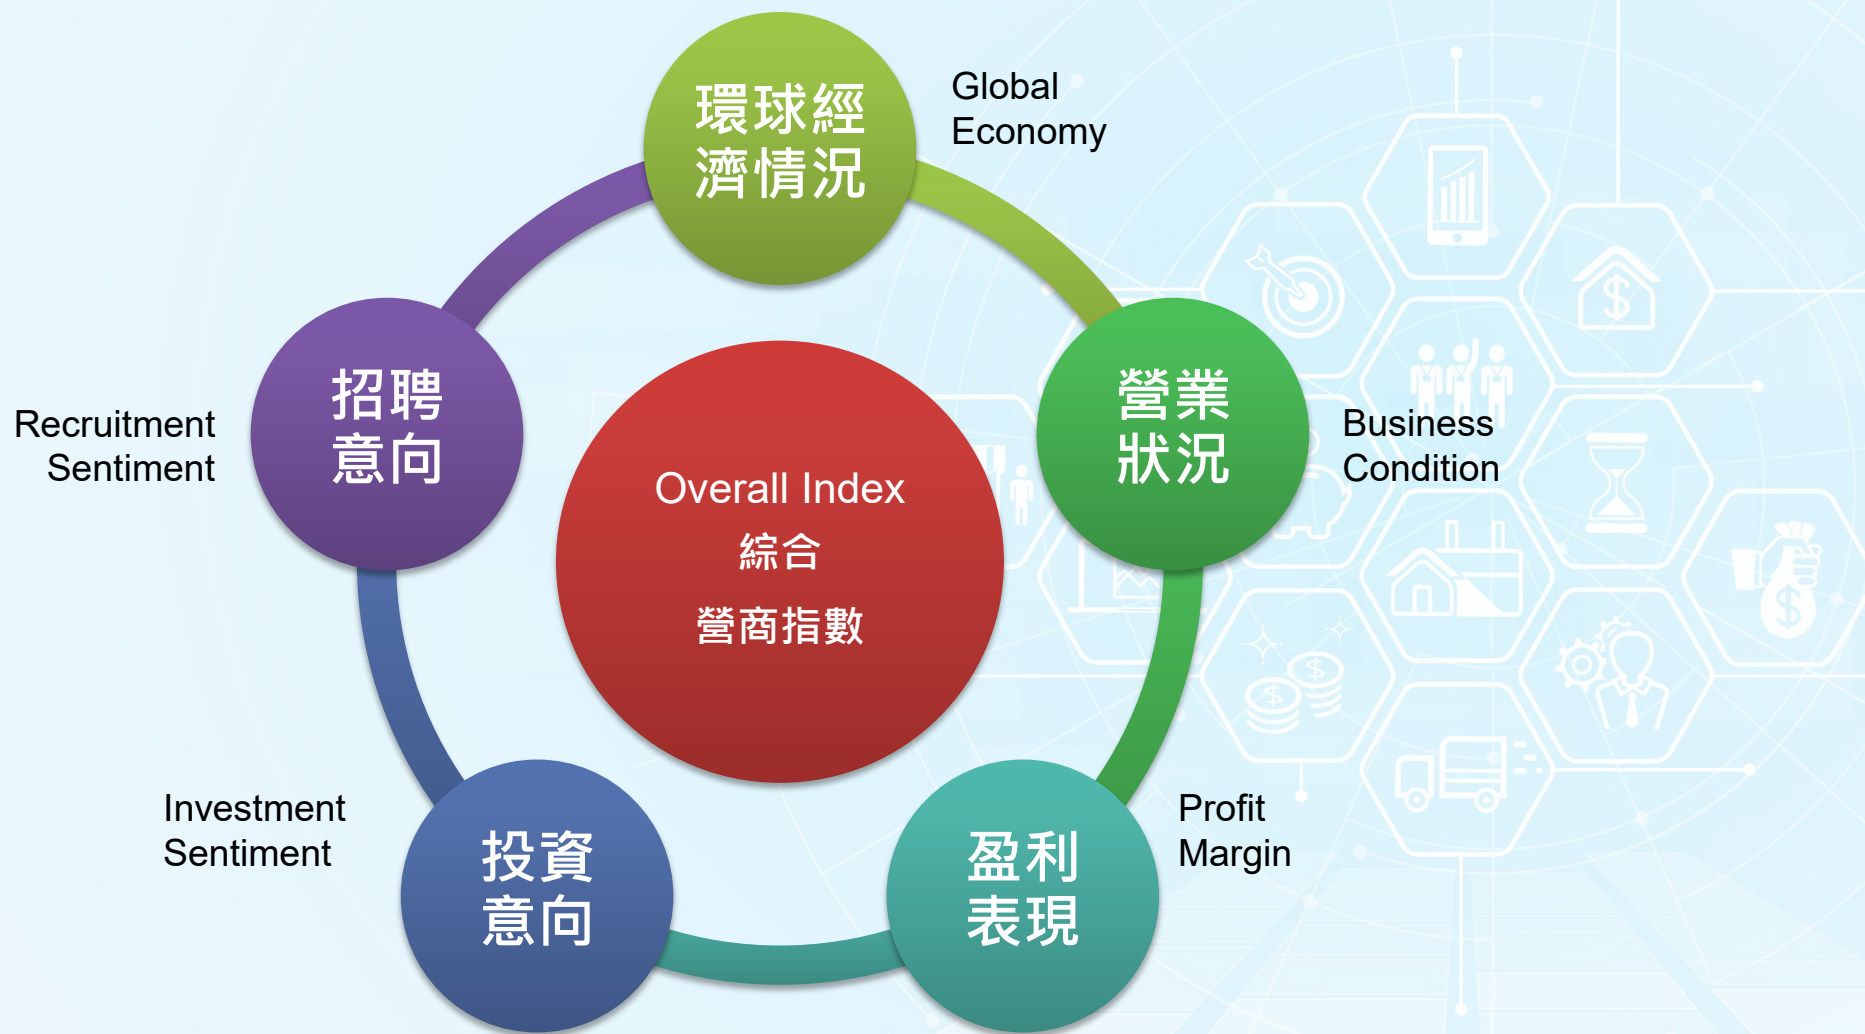 環球經
濟情況
Global
Economy
招聘
意向
Recruitment
Sentiment
營業
狀況
Business
Condition
Overall Index
綜合
營商指數
投資
意向
Investment
Sentiment
盈利
表現
Profit
Margin